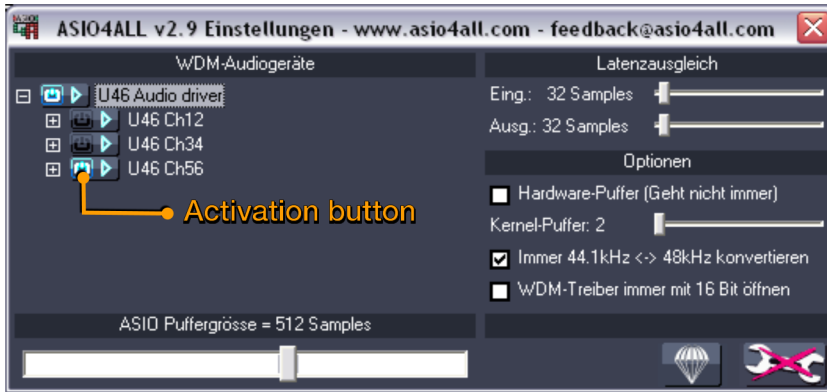 ASIO4ALL v2.9 Einstellungen - www.asio4all.com - feedback@asio4all.com
WDM-Audiogeräte
U46 Audio driver
U46 Ch12
U46 Ch34
U46 Ch56
Activation button
ASIO Puffergrösse = 512 Samples
Latenzausgleich
Eing.: 32 Samples
Ausg.: 32 Samples
Optionen
Hardware-Puffer (Geht nicht immer)
Kernel-Puffer: 2
Immer 44.1kHz <-> 48kHz konvertieren
WDM-Treiber immer mit 16 Bit öffnen